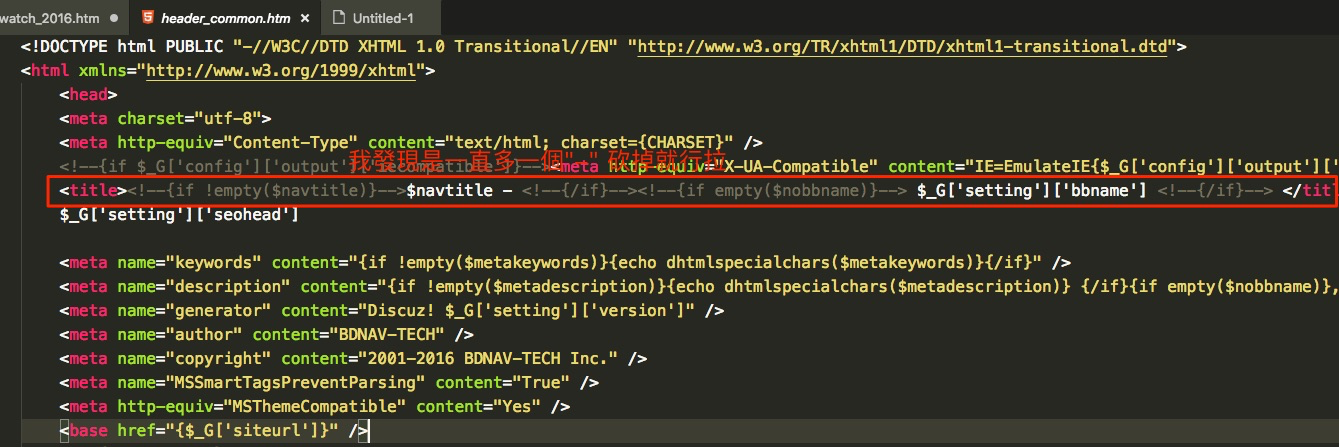 watch_2016.htm
header_common.htm
Untitled-1
<!DOCTYPE html PUBLIC "-//W3C//DTD XHTML 1.0 Transitional//EN" "http://www.w3.org/TR/xhtml1/DTD/xhtml1-transitional.dtd">
<html xmlns="http://www.w3.org/1999/xhtml">
<head>
<meta charset="utf-8">
<meta http-equiv="Content-Type" content="text/html; charset={CHARSET}" />
我發現是一直多一個"-" 砍掉就行拉
<!--{if $_G['config']['output']['iecompatible']}--><meta http-equiv="X-UA-Compatible" content="IE=EmulateIE{$_G['config']['output']['
<title><!--{if !empty($navtitle)}-->$navtitle - <!--{/if}--><!--{if empty($nobbname)}--> $_G['setting']['bbname'] <!--{/if}--> </tit
$_G['setting']['seohead']
<meta name="keywords" content="{if !empty($metakeywords)}{echo dhtmlspecialchars($metakeywords)}{/if}" />
<meta name="description" content="{if !empty($metadescription)}{echo dhtmlspecialchars($metadescription)} {/if}{if empty($nobbname)},
<meta name="generator" content="Discuz! $_G['setting']['version']" />
<meta name="author" content="BDNAV-TECH" />
<meta name="copyright" content="2001-2016 BDNAV-TECH Inc." />
<meta name="MSSmartTagsPreventParsing" content="True" />
<meta http-equiv="MSThemeCompatible" content="Yes" />
<base href="{$_G['siteurl']}" />